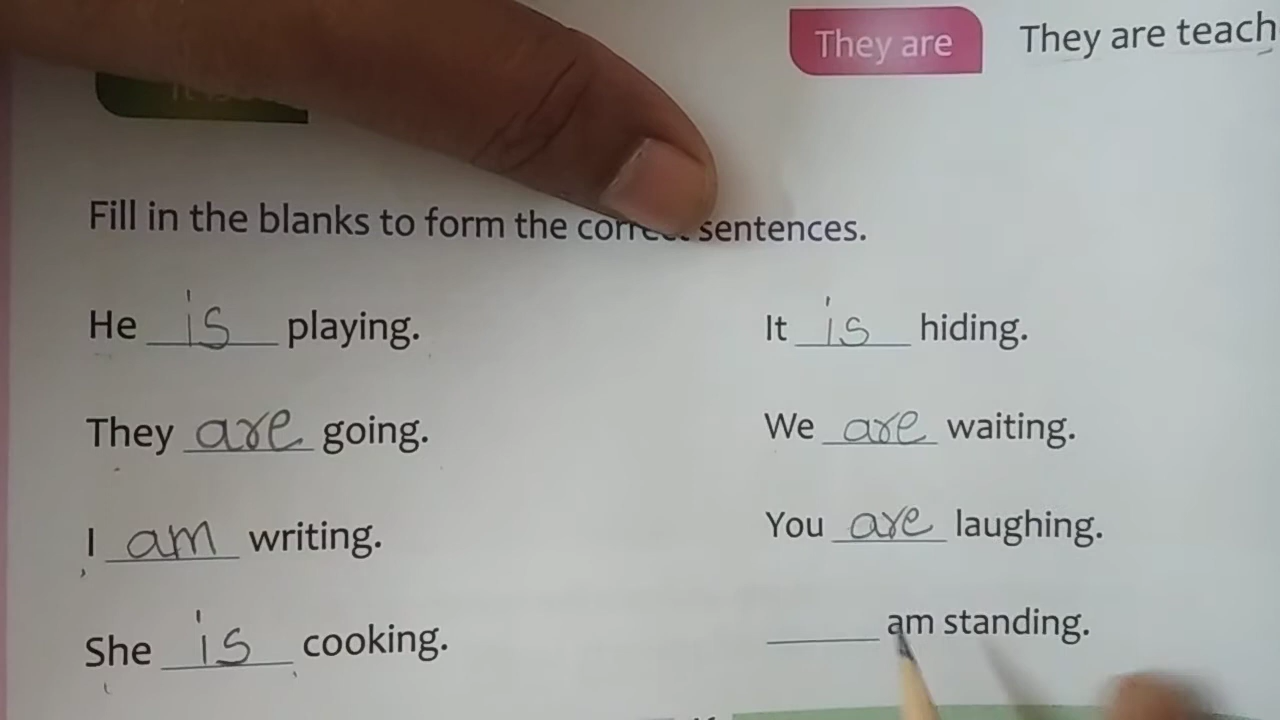 They are They are teach
Fill in the blanks to form the correct sentences.
He is playing.
They are going.
I am writing.
She is cooking.
It is hiding.
We are waiting.
You are laughing.
______ am standing.